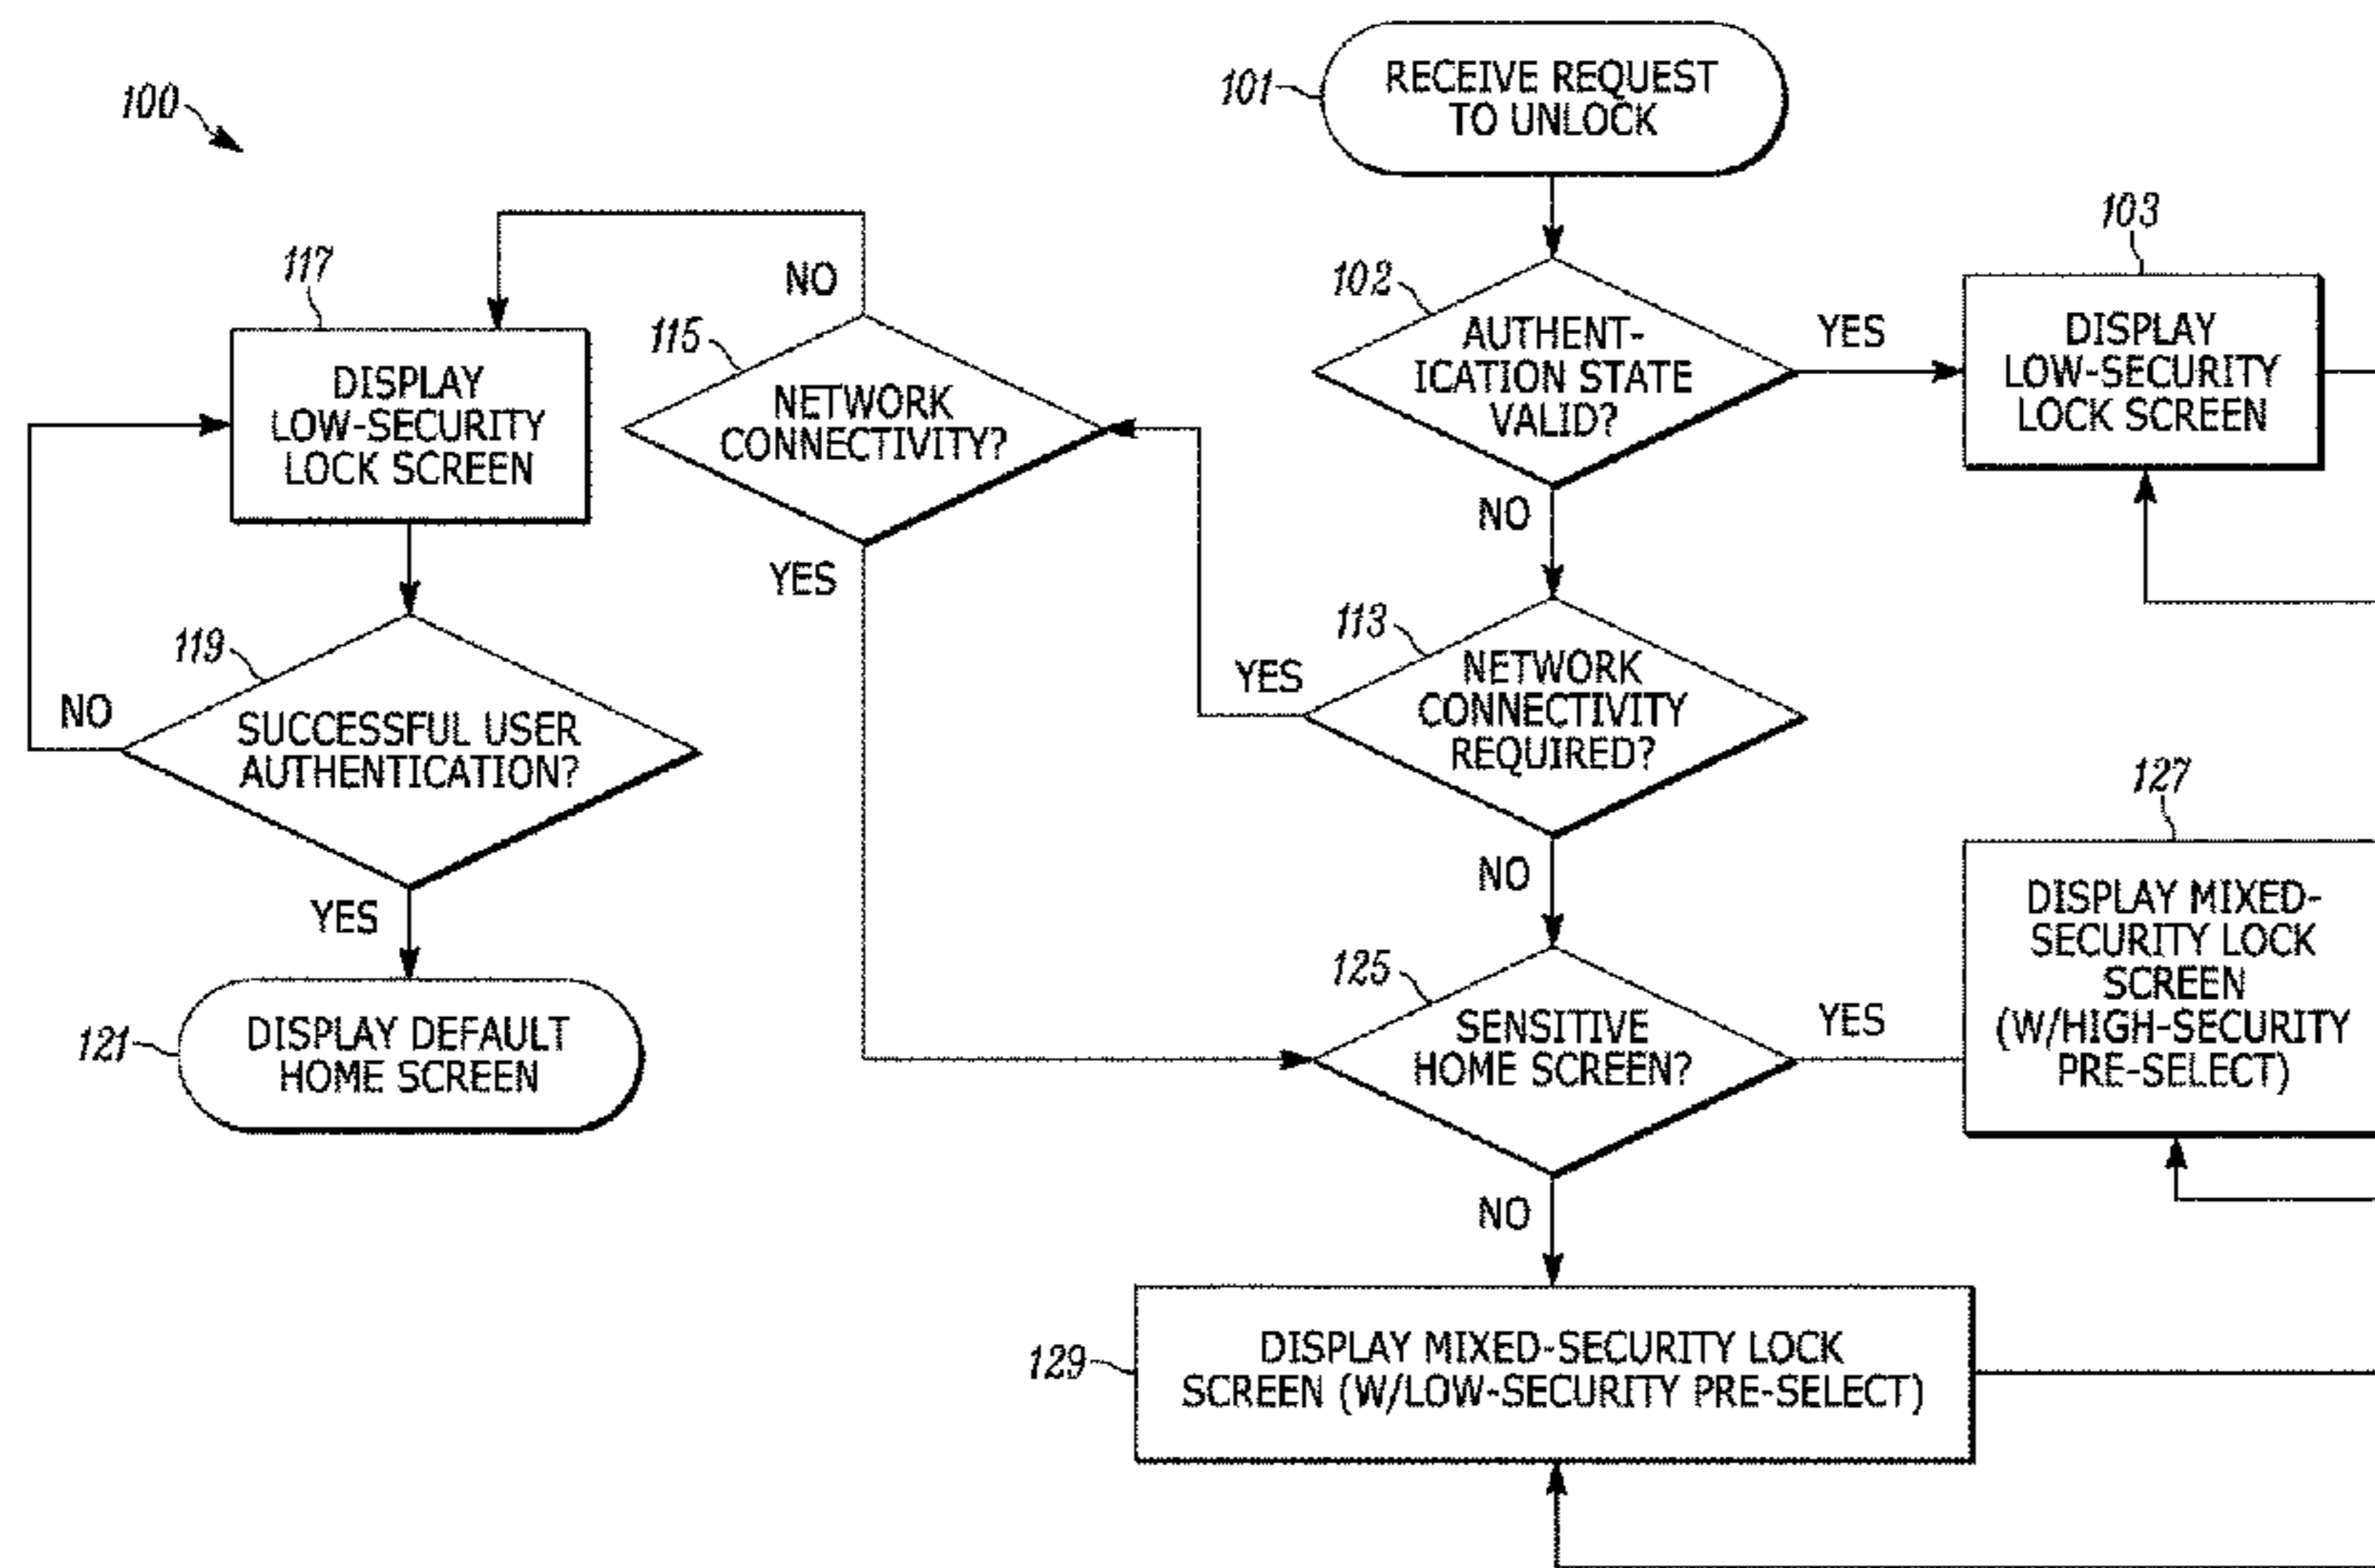 100
101
RECEIVE REQUEST
TO UNLOCK
102
AUTHENT-
ICATION STATE
VALID?
YES
NO
103
DISPLAY
LOW-SECURITY
LOCK SCREEN
117
DISPLAY
LOW-SECURITY
LOCK SCREEN
NO
115
NETWORK
CONNECTIVITY?
YES
113
NETWORK
CONNECTIVITY
REQUIRED?
YES
NO
119
SUCCESSFUL USER
AUTHENTICATION?
NO
YES
121
DISPLAY DEFAULT
HOME SCREEN
125
SENSITIVE
HOME SCREEN?
YES
NO
127
DISPLAY MIXED-
SECURITY LOCK
SCREEN
(W/HIGH-SECURITY
PRE-SELECT)
129
DISPLAY MIXED-SECURITY LOCK
SCREEN (W/LOW-SECURITY PRE-SELECT)